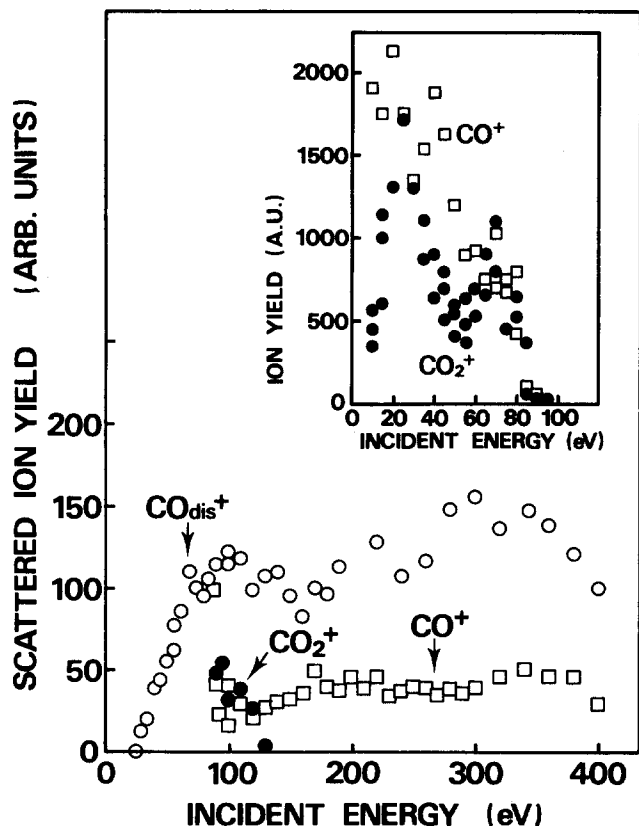 SCATTERED ION YIELD (ARB. UNITS)
200
150
100
50
0
100
200
300
400
INCIDENT ENERGY (eV)
COdis+
CO2+
CO+
ION YIELD (A.U.)
2000
1500
1000
500
0
0
20
40
60
80
100
INCIDENT ENERGY (eV)
CO+
CO2+